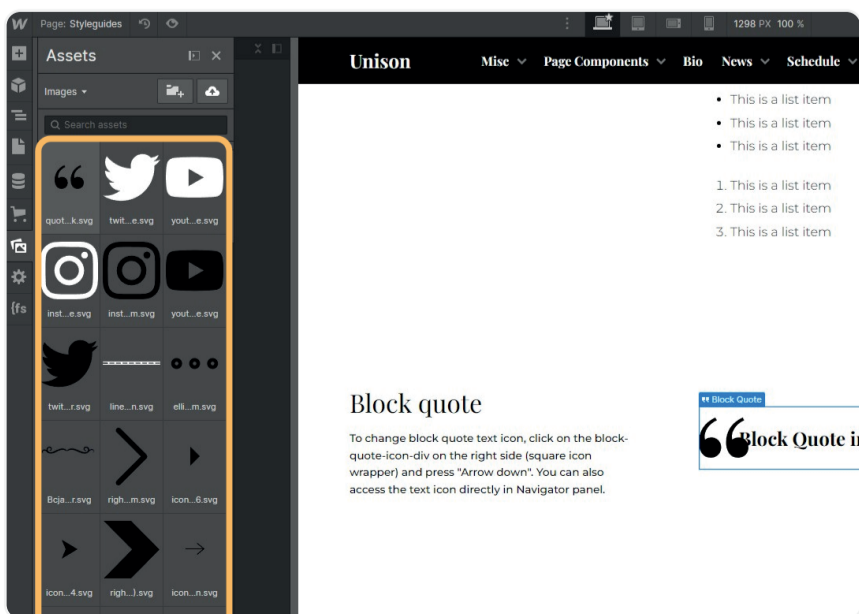 Page: Styleguides
1298 PX 100 %
Assets
Images
Search assets
quot...k.svg twit...e.svg yout...e.svg
inst...e.svg inst...m.svg yout...e.svg
twit...r.svg line...n.svg elli...m.svg
Bcja...r.svg righ...m.svg icon...6.svg
icon...4.svg righ...).svg icon...n.svg
{fs
Unison Misc Page Components Bio News Schedule
• This is a list item
• This is a list item
• This is a list item
1. This is a list item
2. This is a list item
3. This is a list item
Block quote
To change block quote text icon, click on the block-
quote-icon-div on the right side (square icon
wrapper) and press "Arrow down". You can also
access the text icon directly in Navigator panel.
Block Quote
Block Quote i